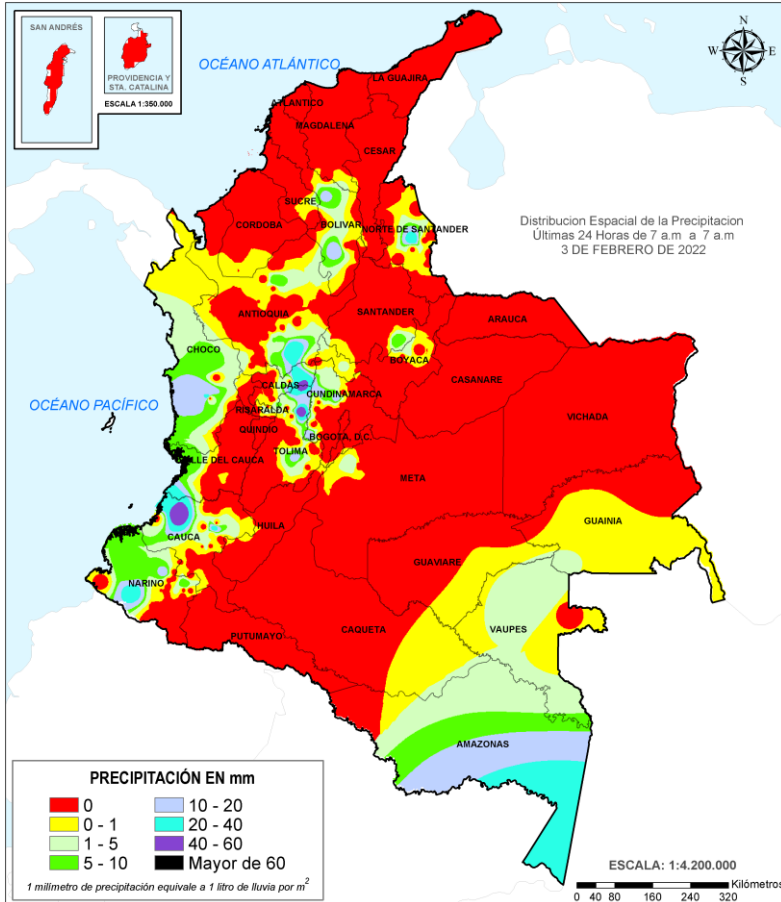 SAN ANDRÉS
PROVIDENCIA Y
STA. CATALINA
ESCALA 1:350.000
OCÉANO ATLÁNTICO
N
W
E
S
LA GUAJIRA
ATLANTICO
MAGDALENA
CESAR
SUCRE
CORDOBA
BOLIVAR
NORTE DE SANTANDER
Distribucion Espacial de la Precipitacion
Últimas 24 Horas de 7 a.m a 7 a.m
3 DE FEBRERO DE 2022
ANTIOQUIA
SANTANDER
ARAUCA
CHOCO
BOYACA
CASANARE
CALDAS
CUNDINAMARCA
OCÉANO PACÍFICO
RISARALDA
VICHADA
QUINDIO
BOGOTA, D.C.
TOLIMA
VALLE DEL CAUCA
META
GUAINIA
HUILA
CAUCA
GUAVIARE
NARIÑO
VAUPES
CAQUETA
PUTUMAYO
AMAZONAS
PRECIPITACIÓN EN mm
0
10 - 20
0 - 1
20 - 40
1 - 5
40 - 60
5 - 10
Mayor de 60
1 milímetro de precipitación equivale a 1 litro de lluvia por m²
ESCALA: 1:4.200.000
Kilómetros
0 40 80 160 240 320